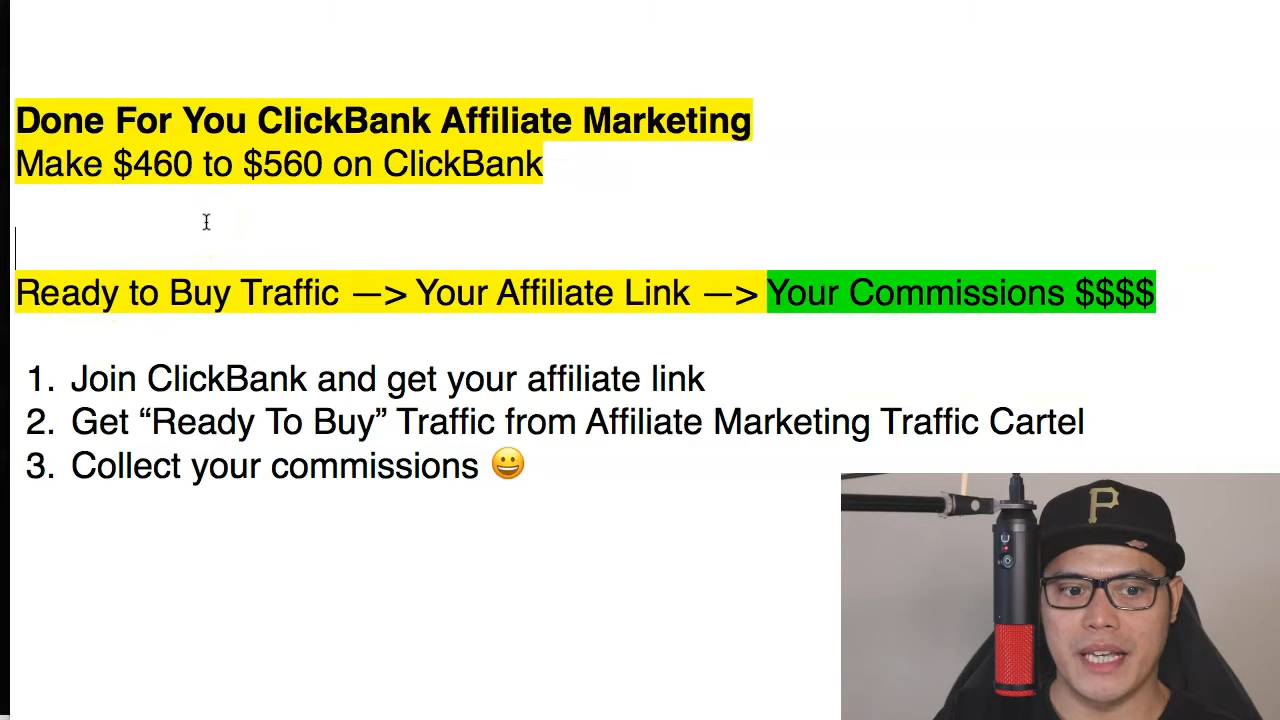 Done For You ClickBank Affiliate Marketing
Make $460 to $560 on ClickBank
Ready to Buy Traffic —> Your Affiliate Link —> Your Commissions $$$$
1. Join ClickBank and get your affiliate link
2. Get “Ready To Buy” Traffic from Affiliate Marketing Traffic Cartel
3. Collect your commissions 😀
P